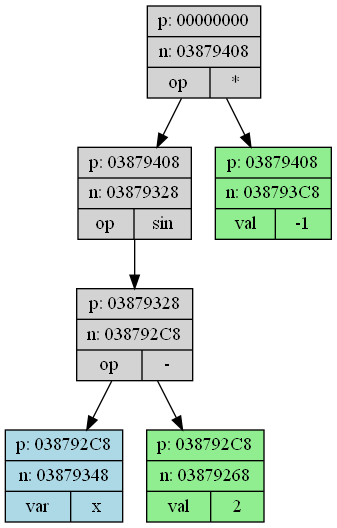 p: 00000000
n: 03879408
op *
p: 03879408
n: 03879328
op sin
p: 03879408
n: 038793C8
val -1
p: 03879328
n: 038792C8
op -
p: 038792C8
n: 03879348
var x
p: 038792C8
n: 03879268
val 2